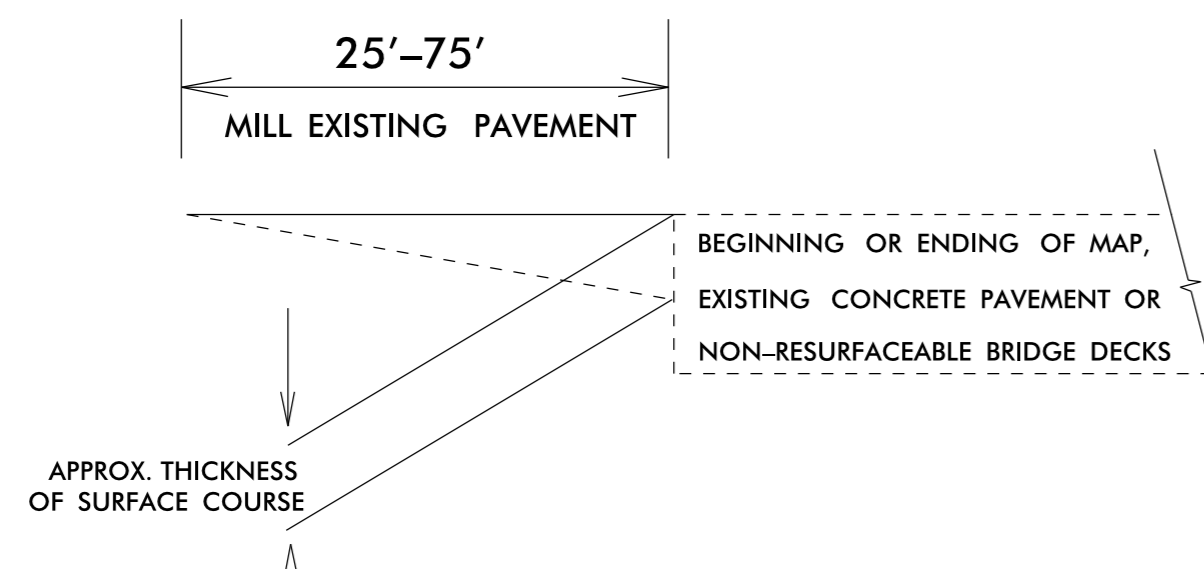 25'–75'
MILL EXISTING PAVEMENT
BEGINNING OR ENDING OF MAP,
EXISTING CONCRETE PAVEMENT OR
NON–RESURFACEABLE BRIDGE DECKS
APPROX. THICKNESS
OF SURFACE COURSE